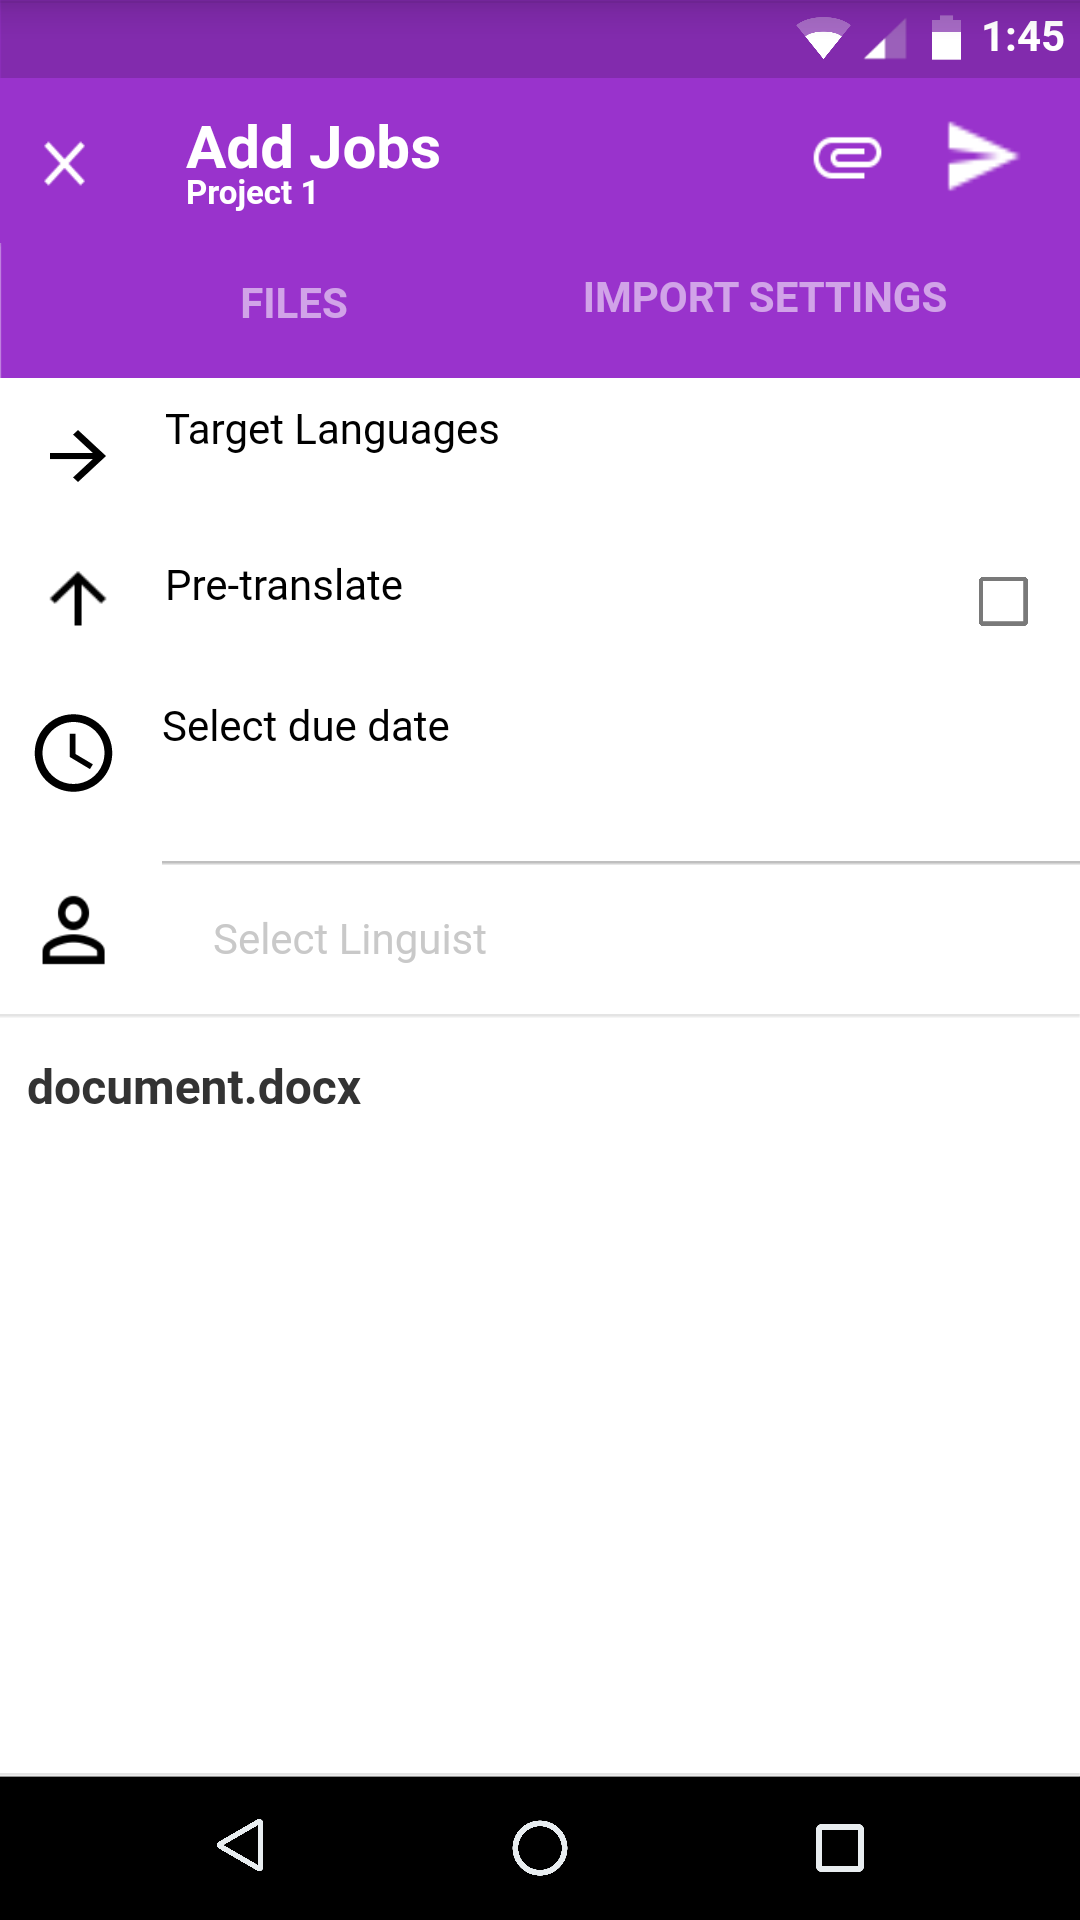 1:45
Add Jobs
Project 1
FILES
IMPORT SETTINGS
Target Languages
Pre-translate
Select due date
Select Linguist
document.docx